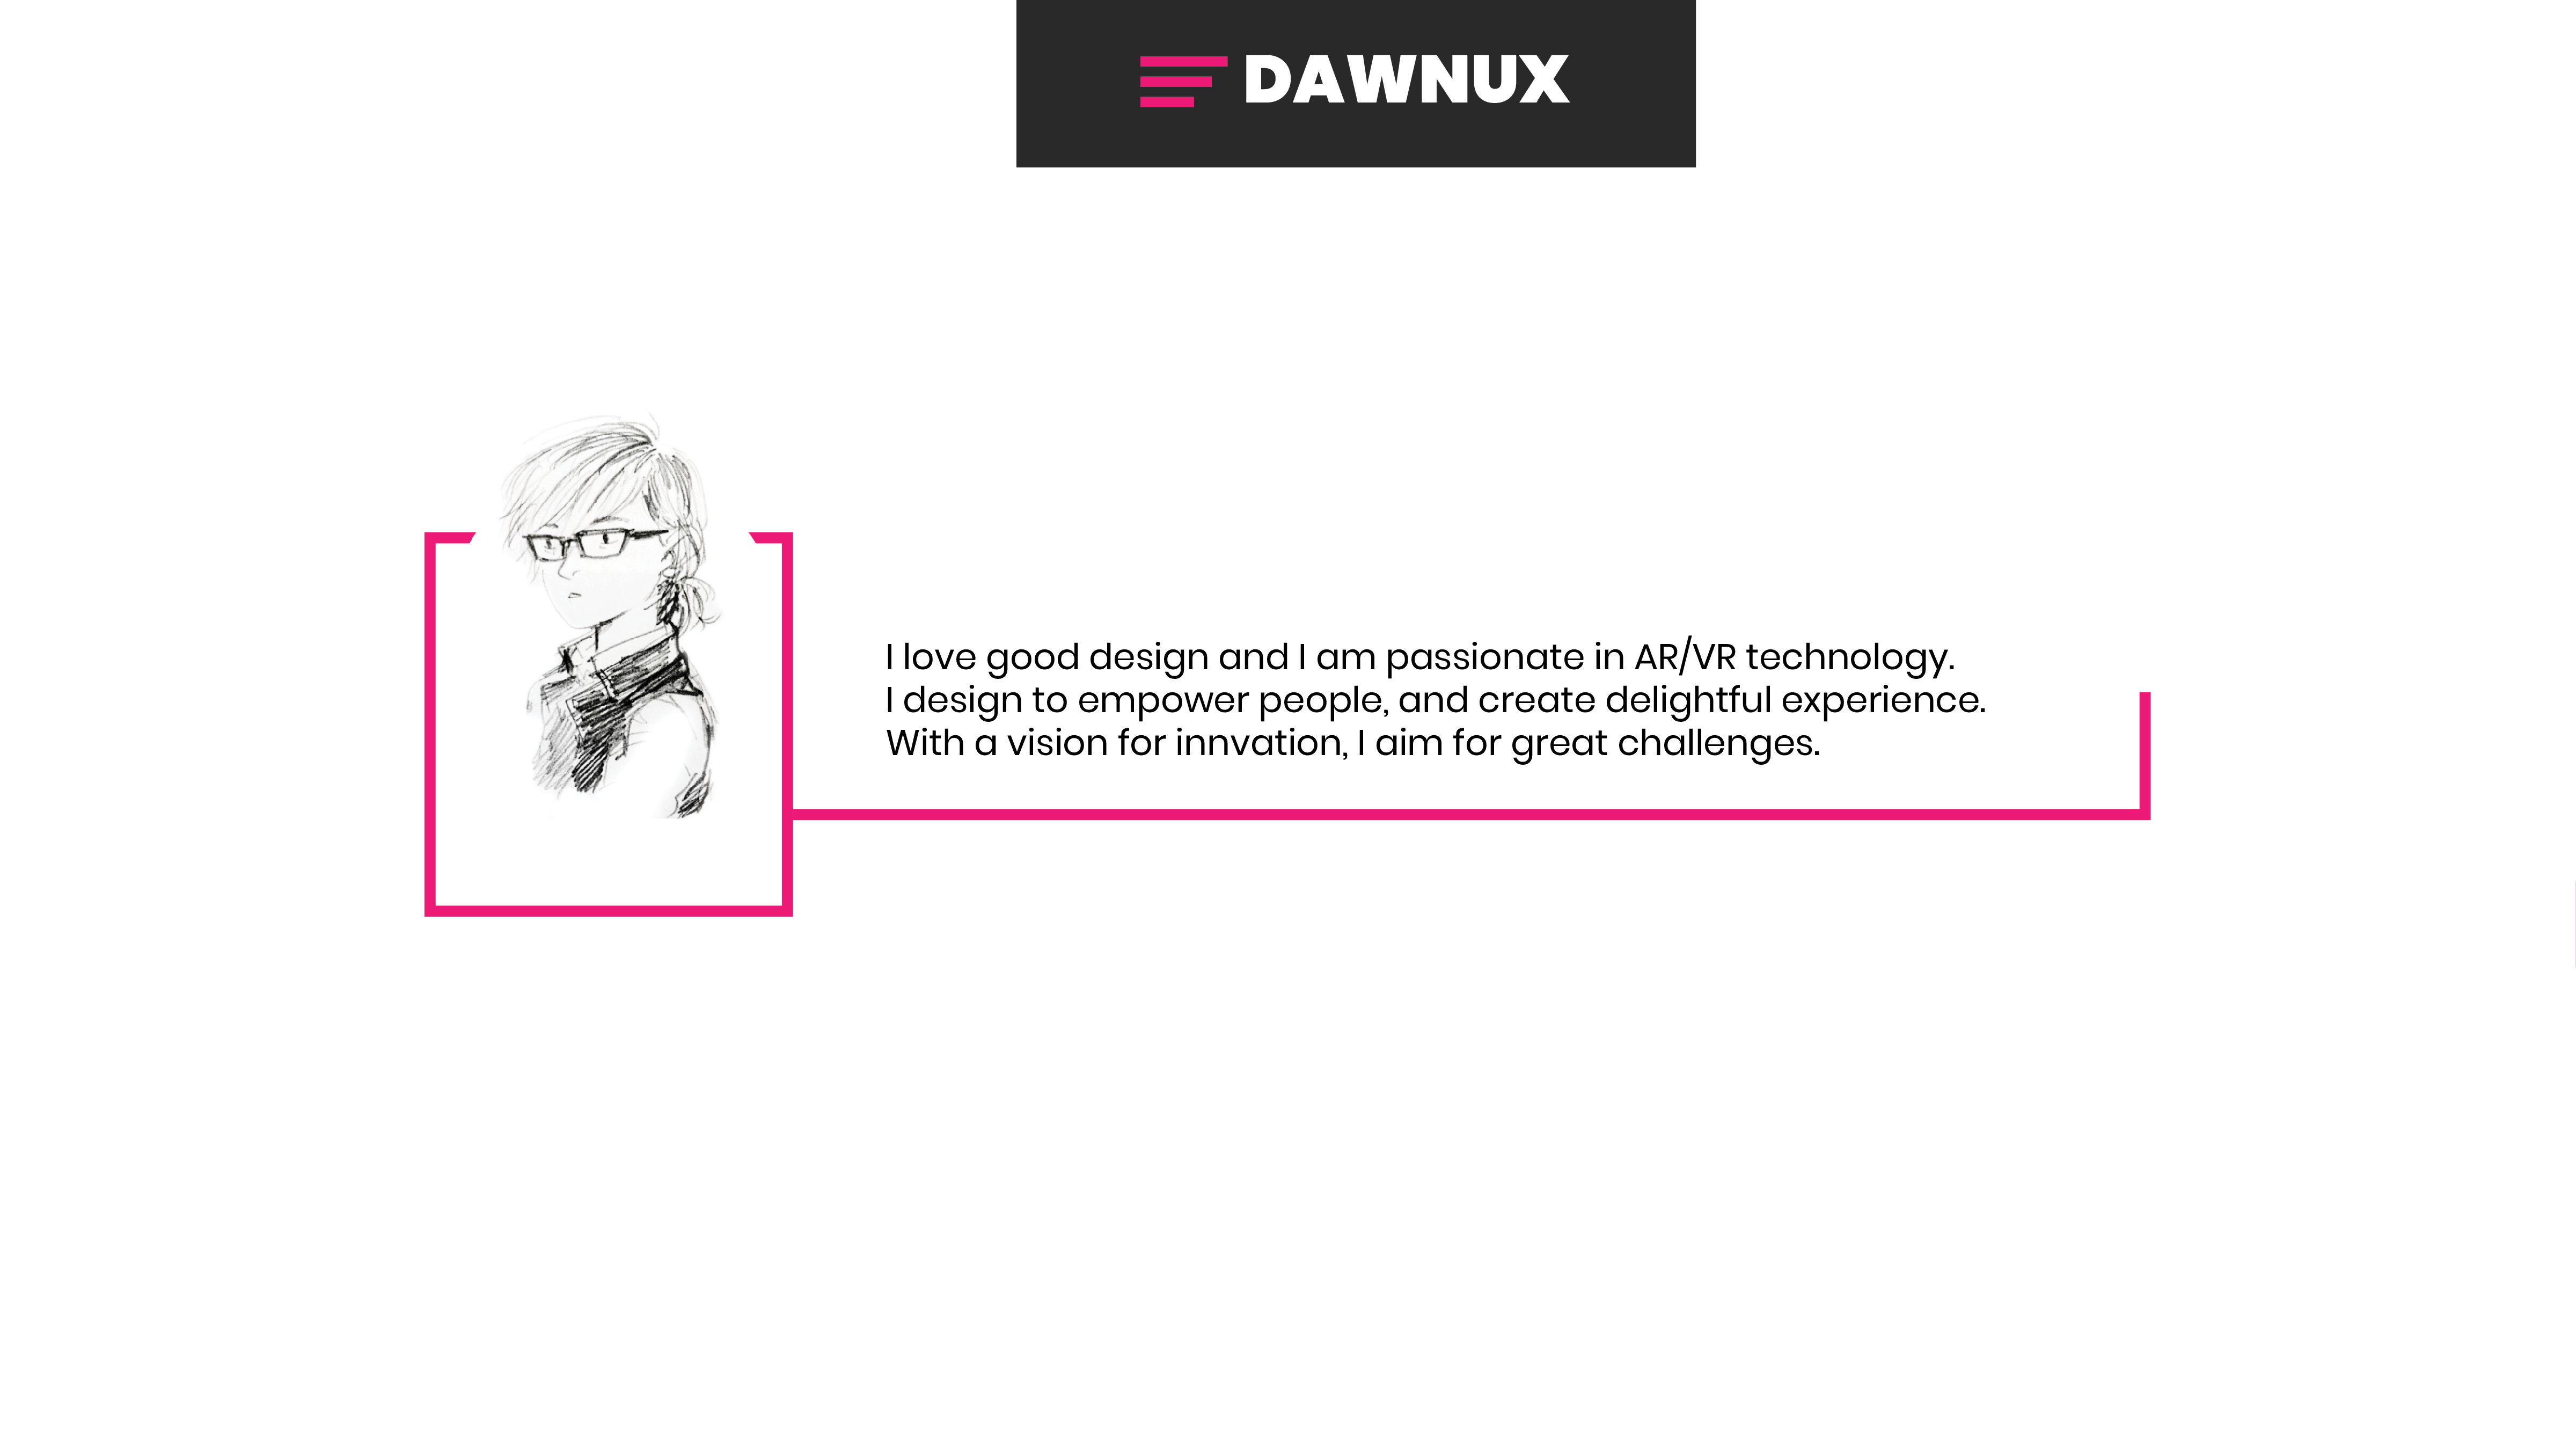 DAWNUX
I love good design and I am passionate in AR/VR technology.
I design to empower people, and create delightful experience.
With a vision for innvation, I aim for great challenges.